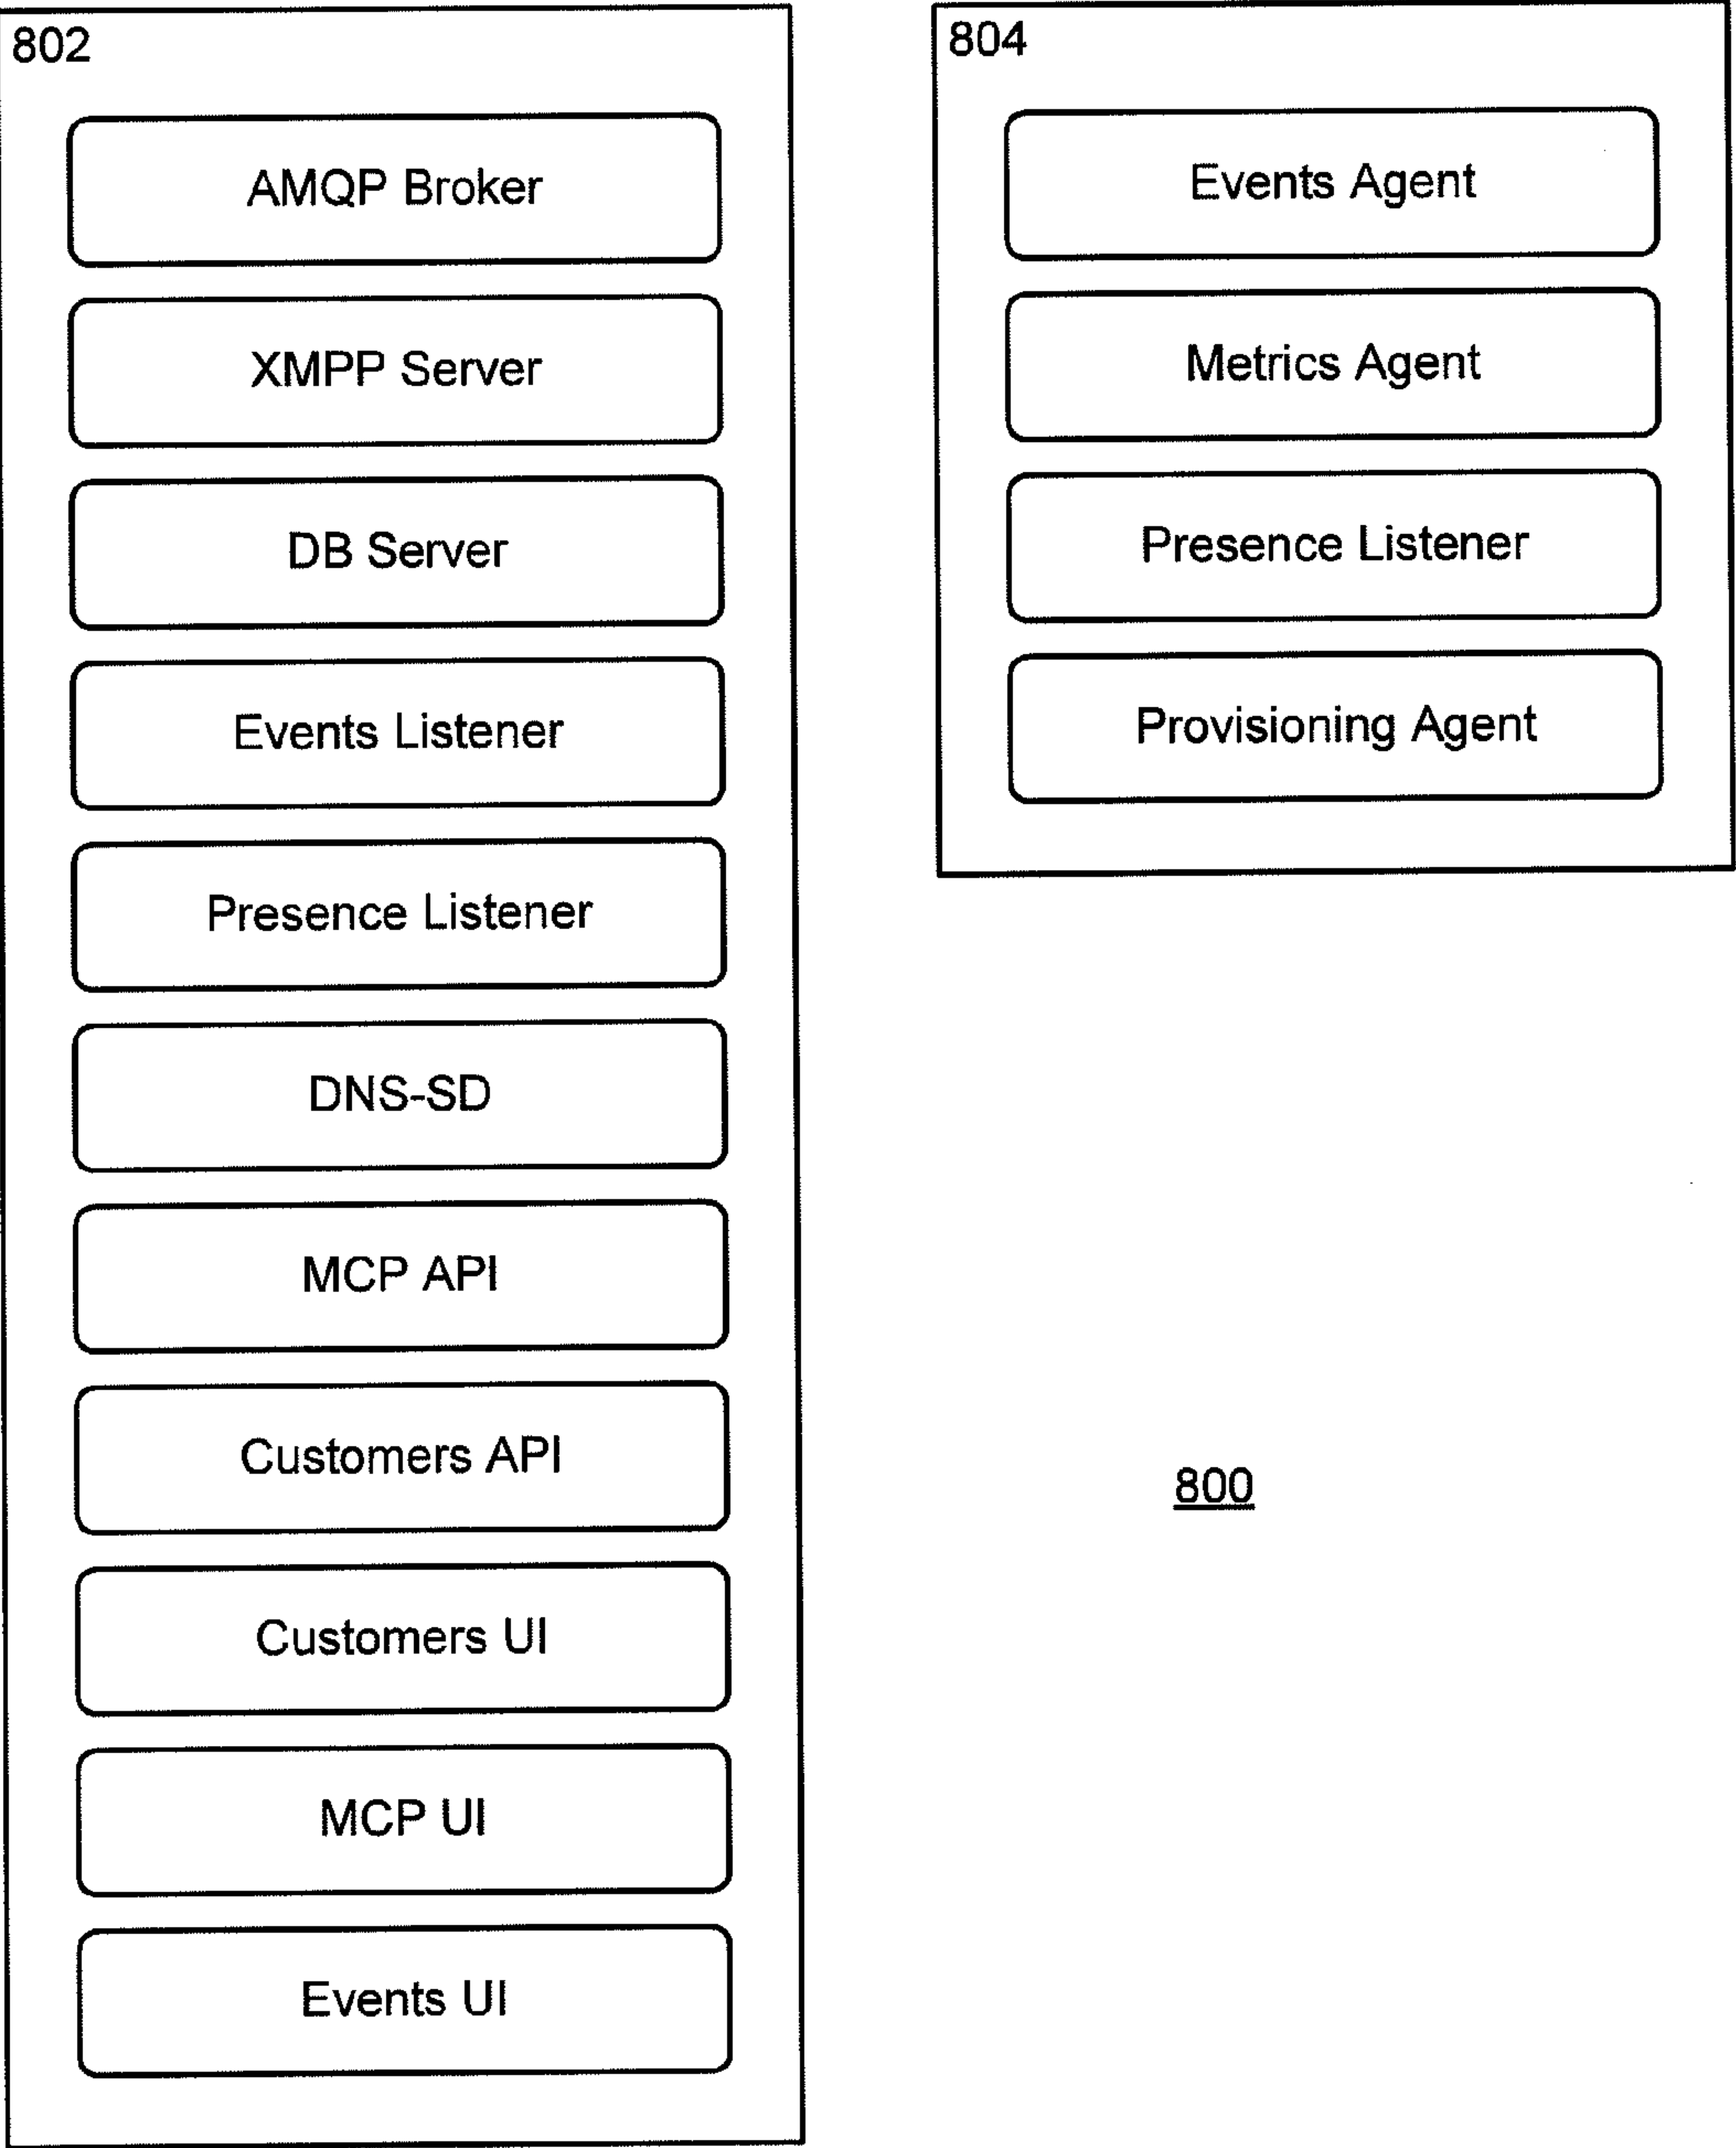 802
AMQP Broker
XMPP Server
DB Server
Events Listener
Presence Listener
DNS-SD
MCP API
Customers API
Customers UI
MCP UI
Events UI
804
Events Agent
Metrics Agent
Presence Listener
Provisioning Agent
800